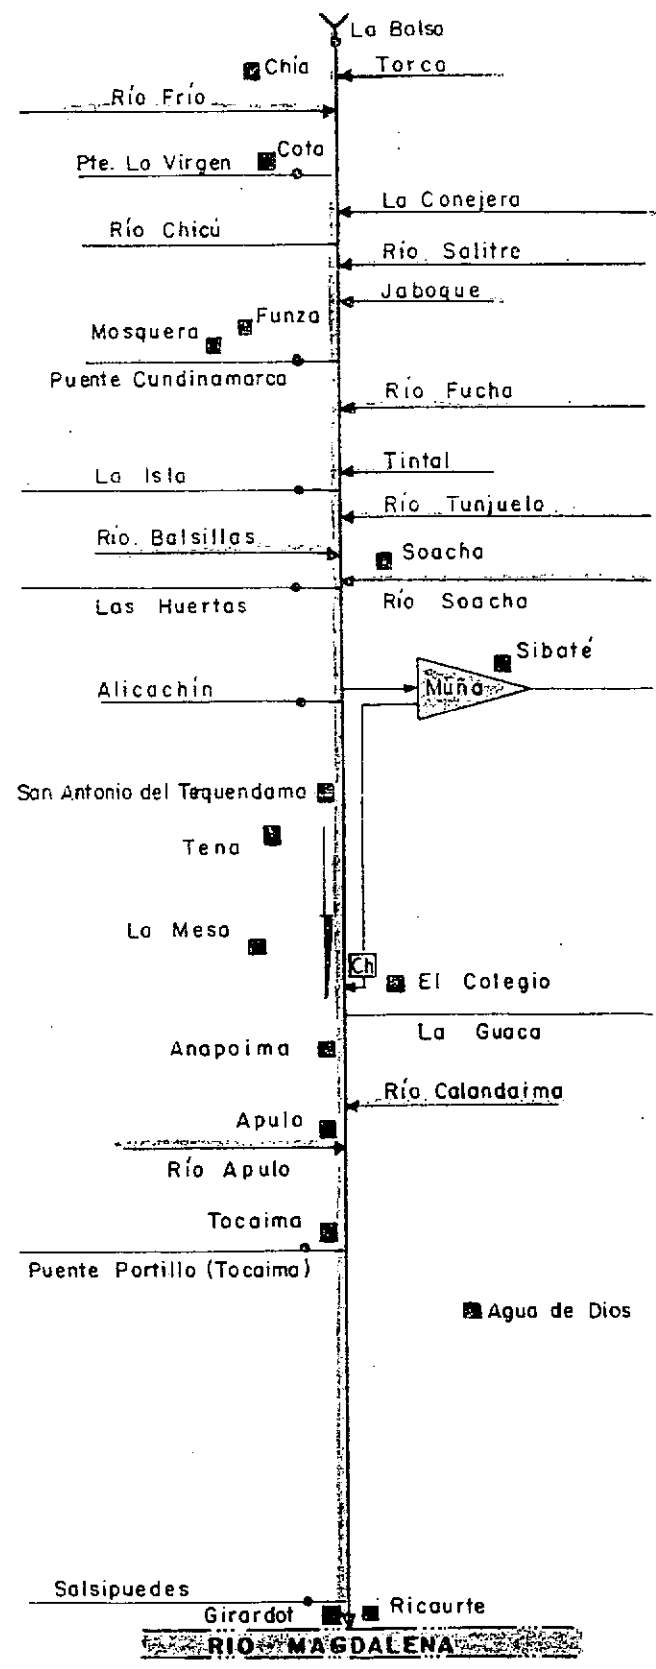 La Balsa
Chía
Torca
Río Frío
Cota
Pte. La Virgen
La Conejera
Río Chicú
Río Salitre
Jaboque
Funza
Mosquera
Puente Cundinamarca
Río Fucha
Tintal
La Isla
Río Tunjuelo
Río Balsillas
Soacha
Las Huertas
Río Soacha
Sibaté
Alicachín
Muña
San Antonio del Tequendama
Tena
La Mesa
Ch
El Colegio
La Guaca
Anapoima
Río Calandaima
Apulo
Río Apulo
Tocaima
Puente Portillo (Tocaima)
Agua de Dios
Salsipuedes
Girardot
Ricaurte
RIO MAGDALENA